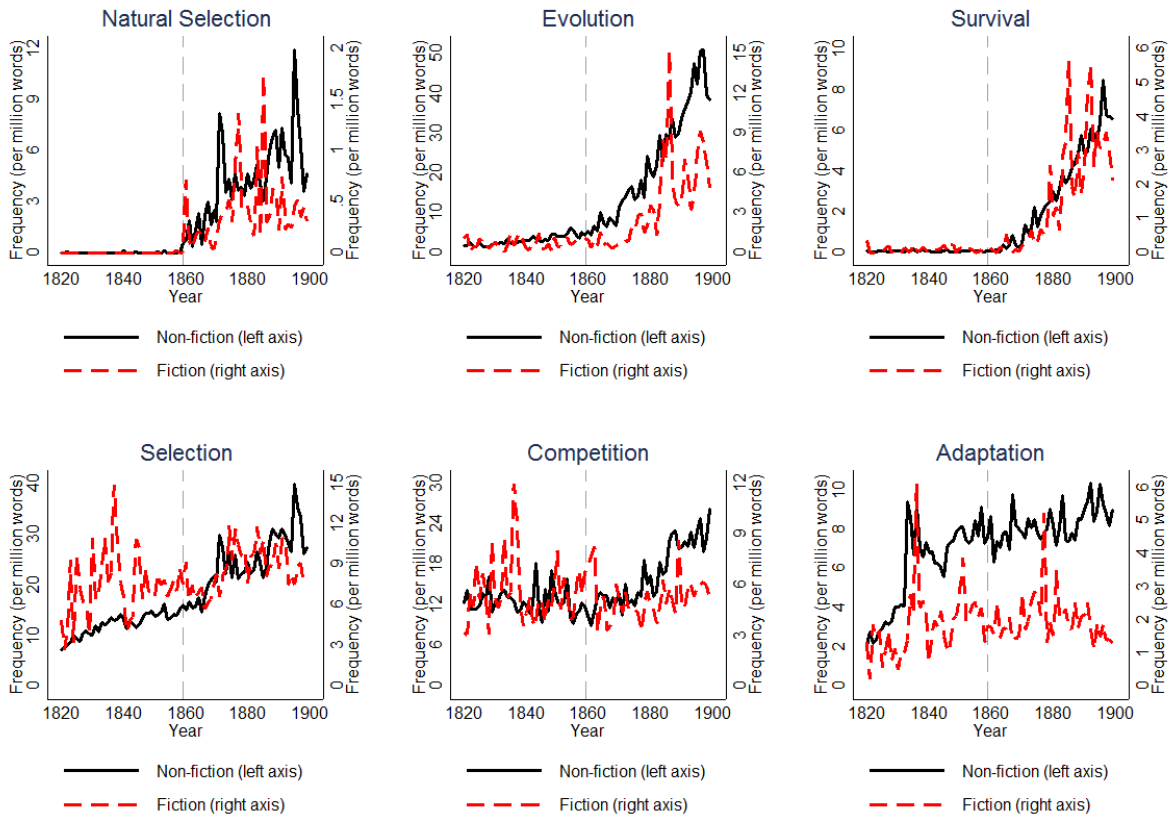 Natural Selection
Frequency (per million words)
0 3 6 9 12
0 .5 1 1.5 2
Frequency (per million words)
1820 1840 1860 1880 1900
Year
Non-fiction (left axis)
Fiction (right axis)
Evolution
Frequency (per million words)
0 10 20 30 40 50
0 3 6 9 12 15
Frequency (per million words)
1820 1840 1860 1880 1900
Year
Non-fiction (left axis)
Fiction (right axis)
Survival
Frequency (per million words)
0 2 4 6 8 10
0 1 2 3 4 5 6
Frequency (per million words)
1820 1840 1860 1880 1900
Year
Non-fiction (left axis)
Fiction (right axis)
Selection
Frequency (per million words)
0 10 20 30 40
0 3 6 9 12 15
Frequency (per million words)
1820 1840 1860 1880 1900
Year
Non-fiction (left axis)
Fiction (right axis)
Competition
Frequency (per million words)
0 6 12 18 24 30
0 3 6 9 12
Frequency (per million words)
1820 1840 1860 1880 1900
Year
Non-fiction (left axis)
Fiction (right axis)
Adaptation
Frequency (per million words)
0 2 4 6 8 10
0 1 2 3 4 5 6
Frequency (per million words)
1820 1840 1860 1880 1900
Year
Non-fiction (left axis)
Fiction (right axis)